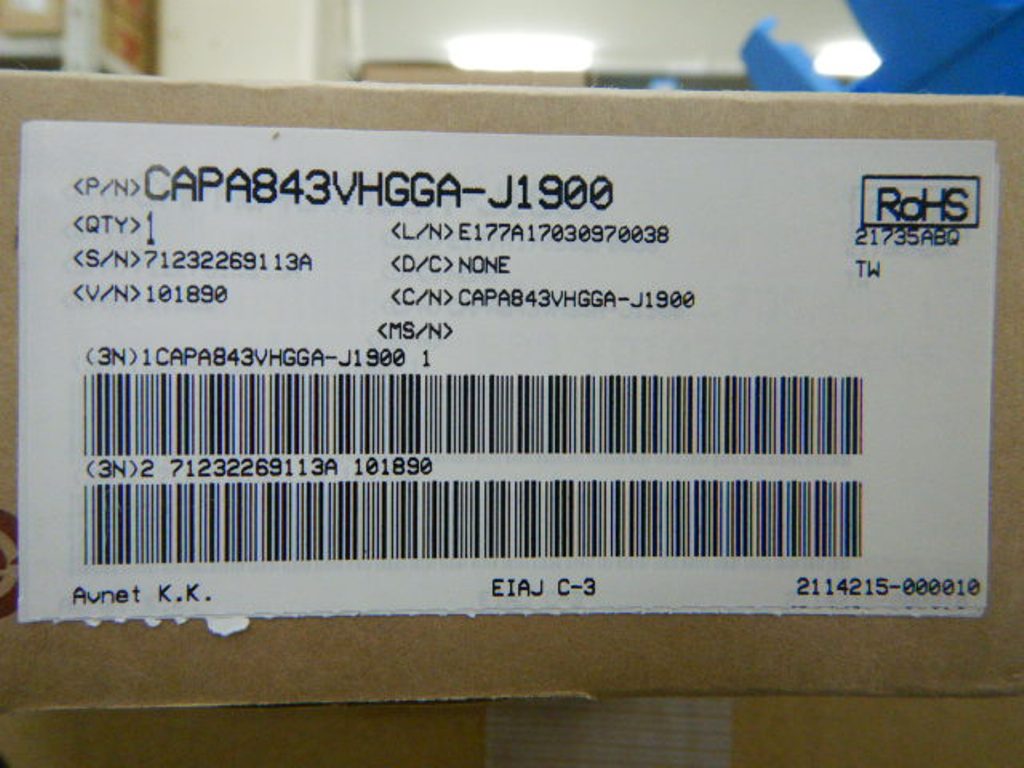 <P/N>CAPA843VHGGA-J1900
RoHS
<QTY>1
<L/N>E177A17030970038
21735ABQ
<S/N>71232269113A
<D/C>NONE
TW
<V/N>101890
<C/N>CAPA843VHGGA-J1900
<MS/N>
(3N)1CAPA843VHGGA-J1900 1
(3N)2 71232269113A 101890
Avnet K.K.
EIAJ C-3
2114215-000010